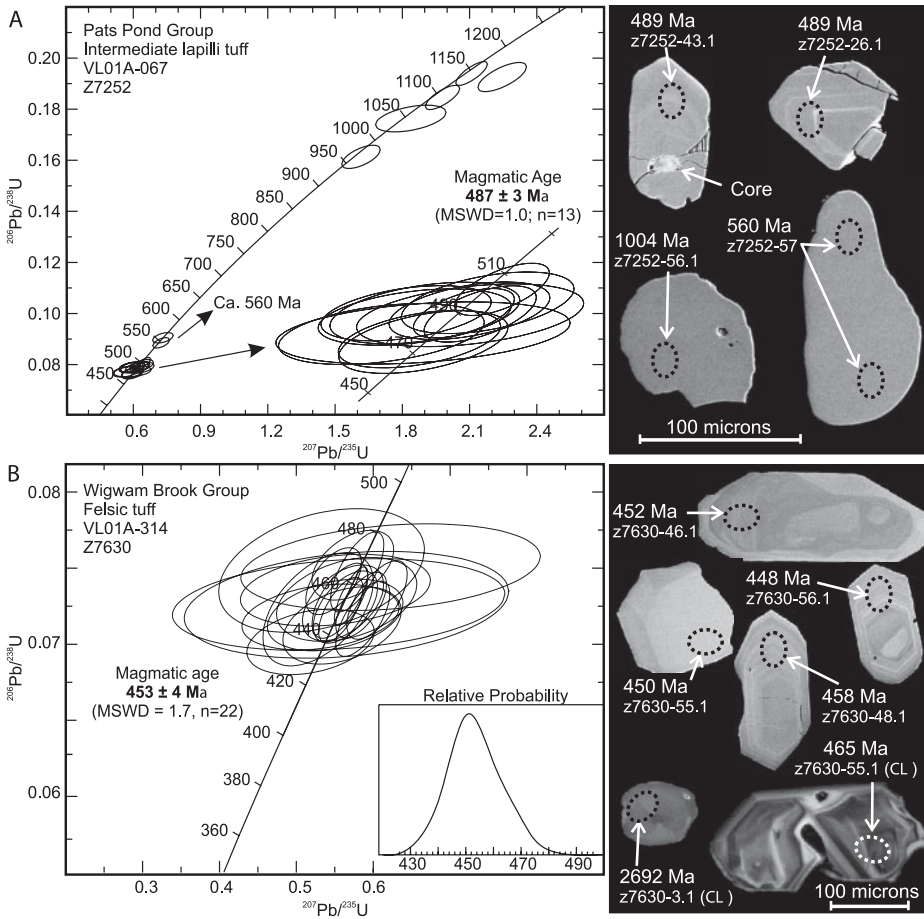 A
Pats Pond Group
Intermediate lapilli tuff
VL01A-067
Z7252
0.20
0.18
0.16
0.14
0.12
0.10
0.08
206Pb/238U
0.6
0.9
1.2
1.5
1.8
2.1
2.4
207Pb/235U
1200
1150
1100
1050
1000
950
900
850
800
750
700
650
600
550
500
450
Ca. 560 Ma
Magmatic Age
487 ± 3 Ma
(MSWD=1.0; n=13)
510
490
470
450
489 Ma
z7252-43.1
489 Ma
z7252-26.1
Core
1004 Ma
z7252-56.1
560 Ma
z7252-57
100 microns
B
Wigwam Brook Group
Felsic tuff
VL01A-314
Z7630
0.08
0.07
0.06
206Pb/238U
0.3
0.4
0.5
0.6
207Pb/235U
500
480
460
440
420
400
380
360
Magmatic age
453 ± 4 Ma
(MSWD = 1.7, n=22)
Relative Probability
430
450
470
490
452 Ma
z7630-46.1
448 Ma
z7630-56.1
450 Ma
z7630-55.1
458 Ma
z7630-48.1
465 Ma
z7630-55.1 (CL )
2692 Ma
z7630-3.1 (CL )
100 microns